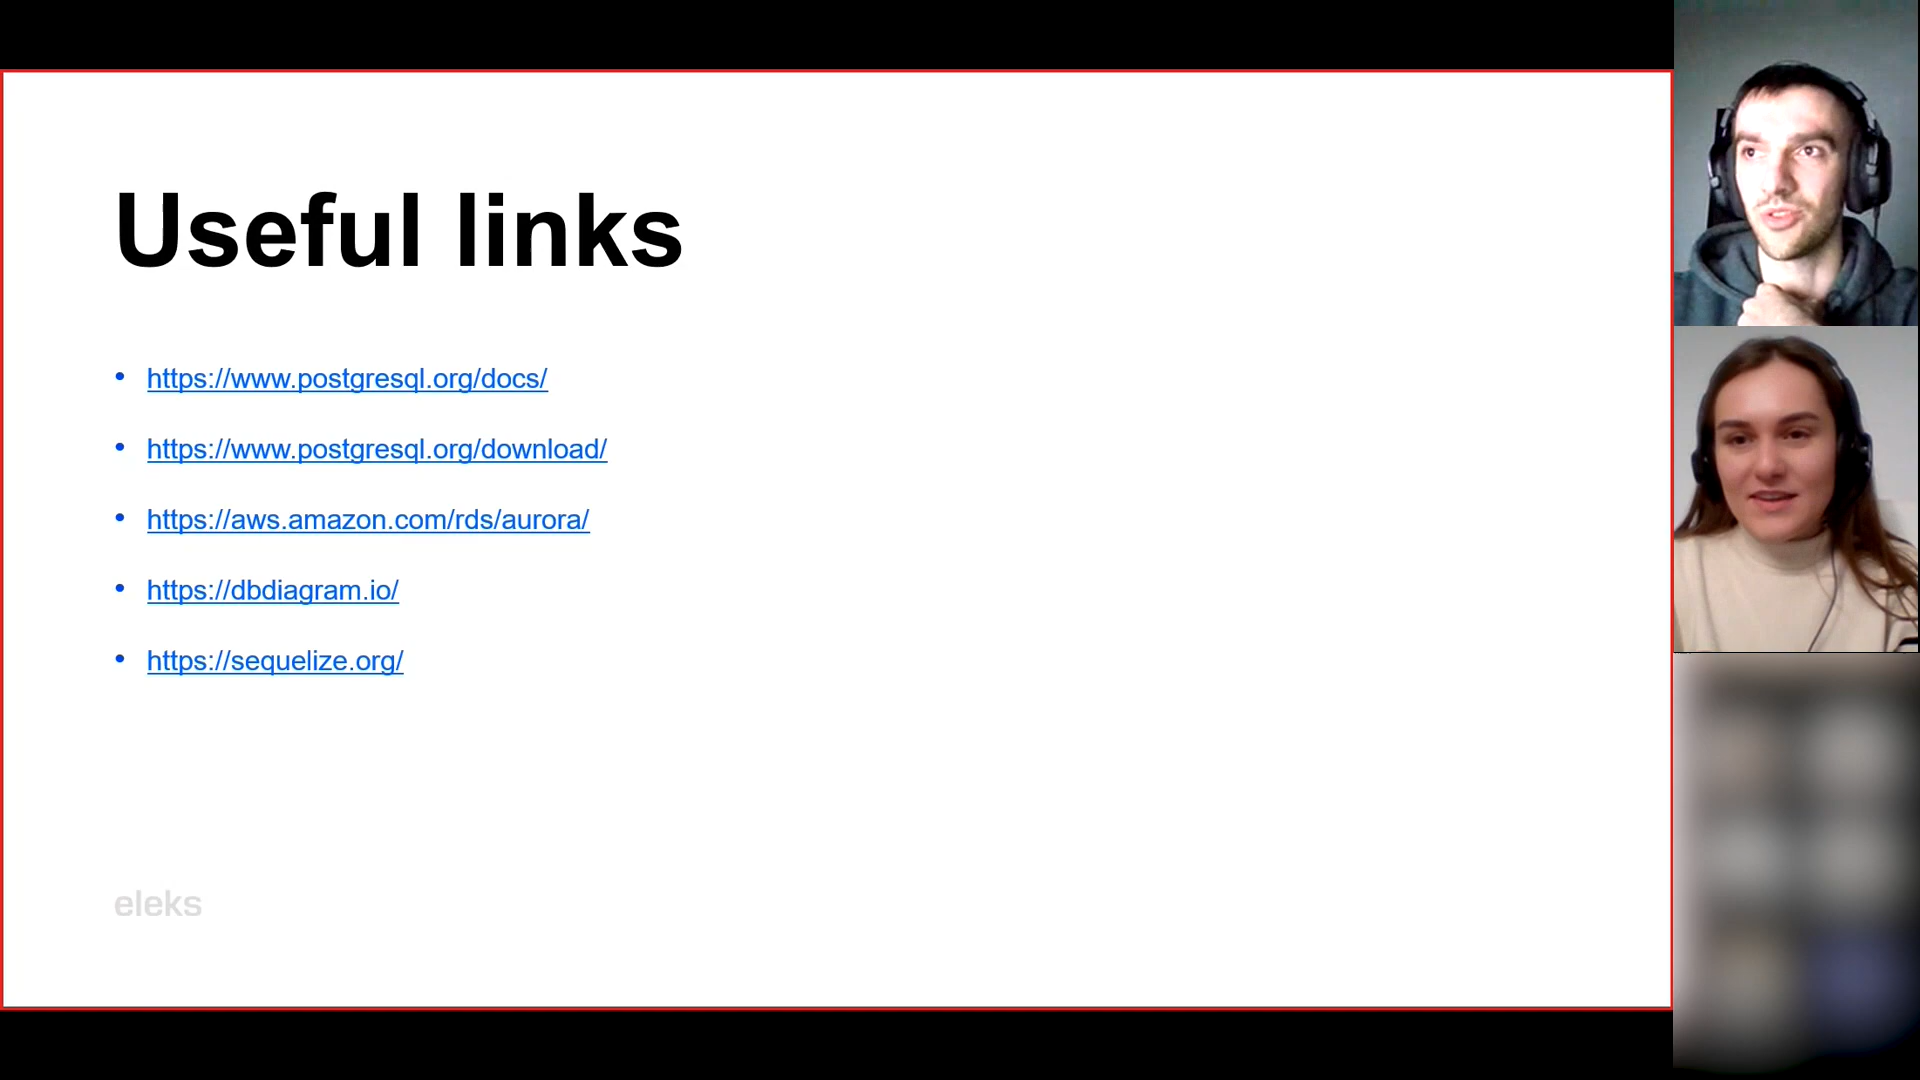 Useful links
• https://www.postgresql.org/docs/
• https://www.postgresql.org/download/
• https://aws.amazon.com/rds/aurora/
• https://dbdiagram.io/
• https://sequelize.org/
eleks